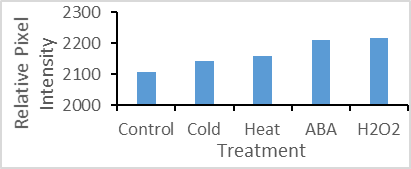 Relative Pixel
Intensity
2300
2200
2100
2000
Control Cold Heat ABA H2O2
Treatment